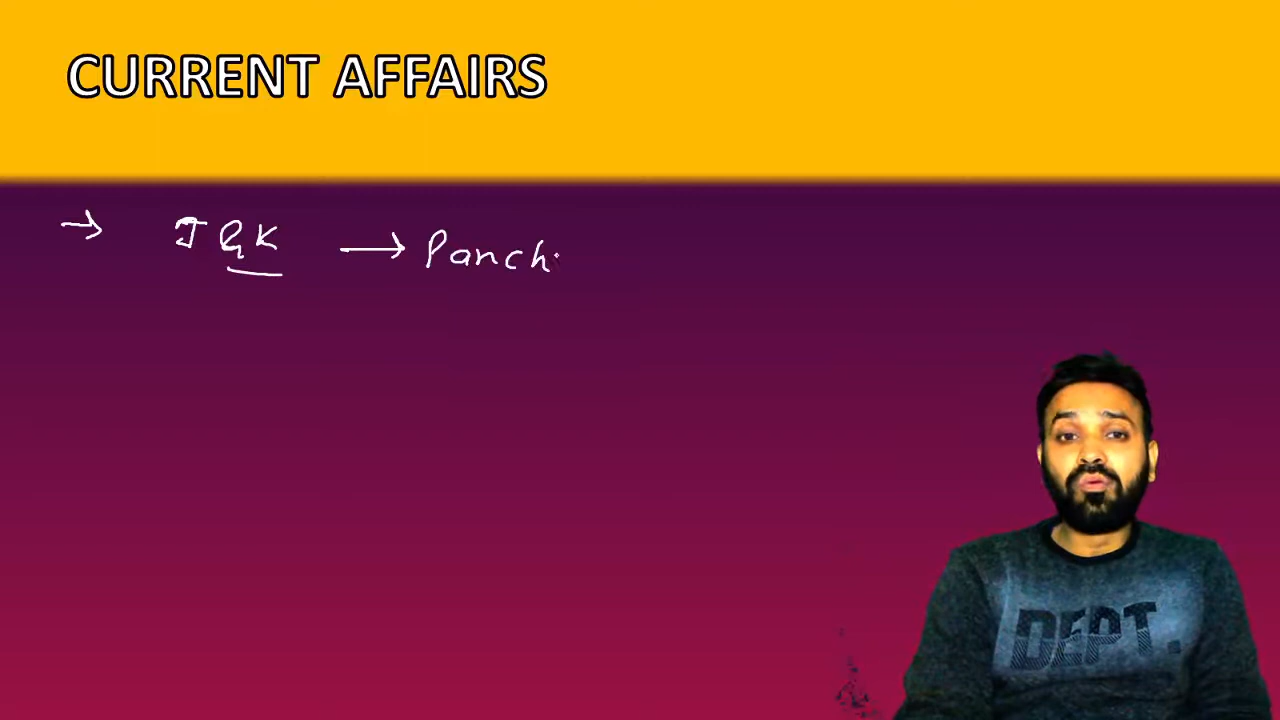 CURRENT AFFAIRS
→ J&K → Panch
DEPT.